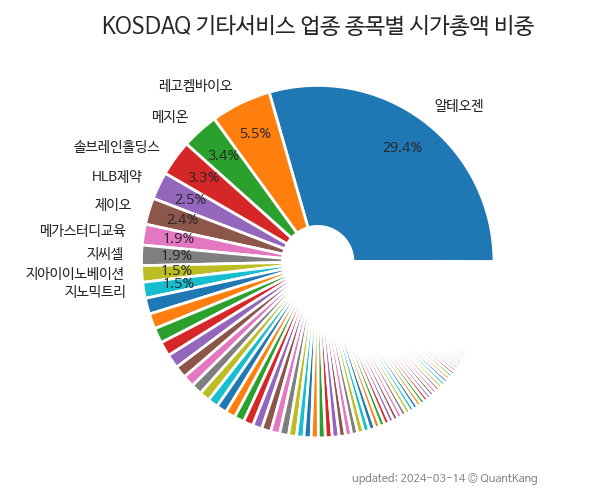 KOSDAQ 기타서비스 업종 종목별 시가총액 비중
레고켐바이오
알테오젠
메지온
5.5%
29.4%
솔브레인홀딩스
3.4%
HLB제약
3.3%
제이오
2.5%
메가스터디교육
2.4%
지씨셀
1.9%
지아이이노베이션
1.9%
지노믹트리
1.5%
1.5%
updated: 2024-03-14 © QuantKang